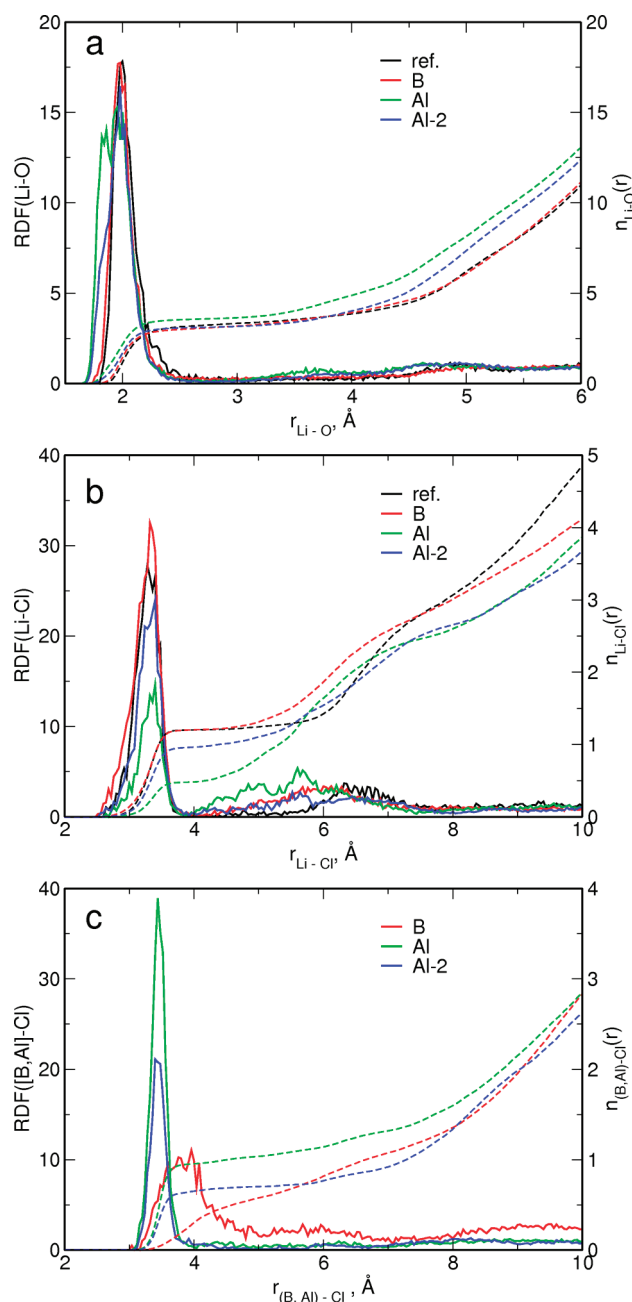 a
ref.
B
Al
Al-2
RDF(Li-O)
20
15
10
5
0
20
15
10
5
0
n_Li-O(r)
2
3
4
5
6
r_Li - O, Å
b
ref.
B
Al
Al-2
RDF(Li-Cl)
40
30
20
10
0
5
4
3
2
1
0
n_Li-Cl(r)
2
4
6
8
10
r_Li - Cl, Å
c
B
Al
Al-2
RDF([B,Al]-Cl)
40
30
20
10
0
4
3
2
1
0
n_(B,Al)-Cl(r)
2
4
6
8
10
r_(B, Al) - Cl , Å